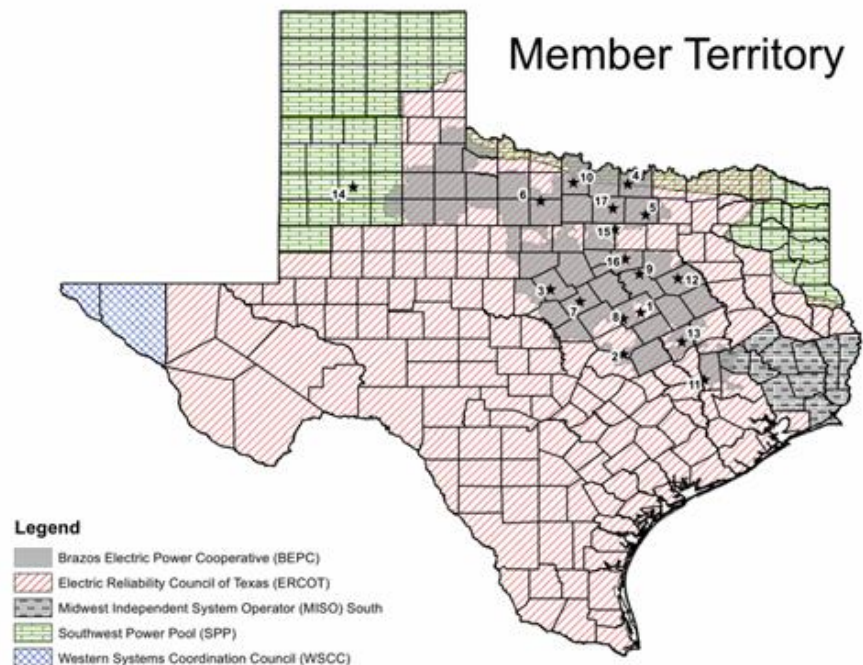 Member Territory
10
4
14
6
17
5
15
16
9
12
3
7
8
1
13
2
11
Legend
Brazos Electric Power Cooperative (BEPC)
Electric Reliability Council of Texas (ERCOT)
Midwest Independent System Operator (MISO) South
Southwest Power Pool (SPP)
Western Systems Coordination Council (WSCC)